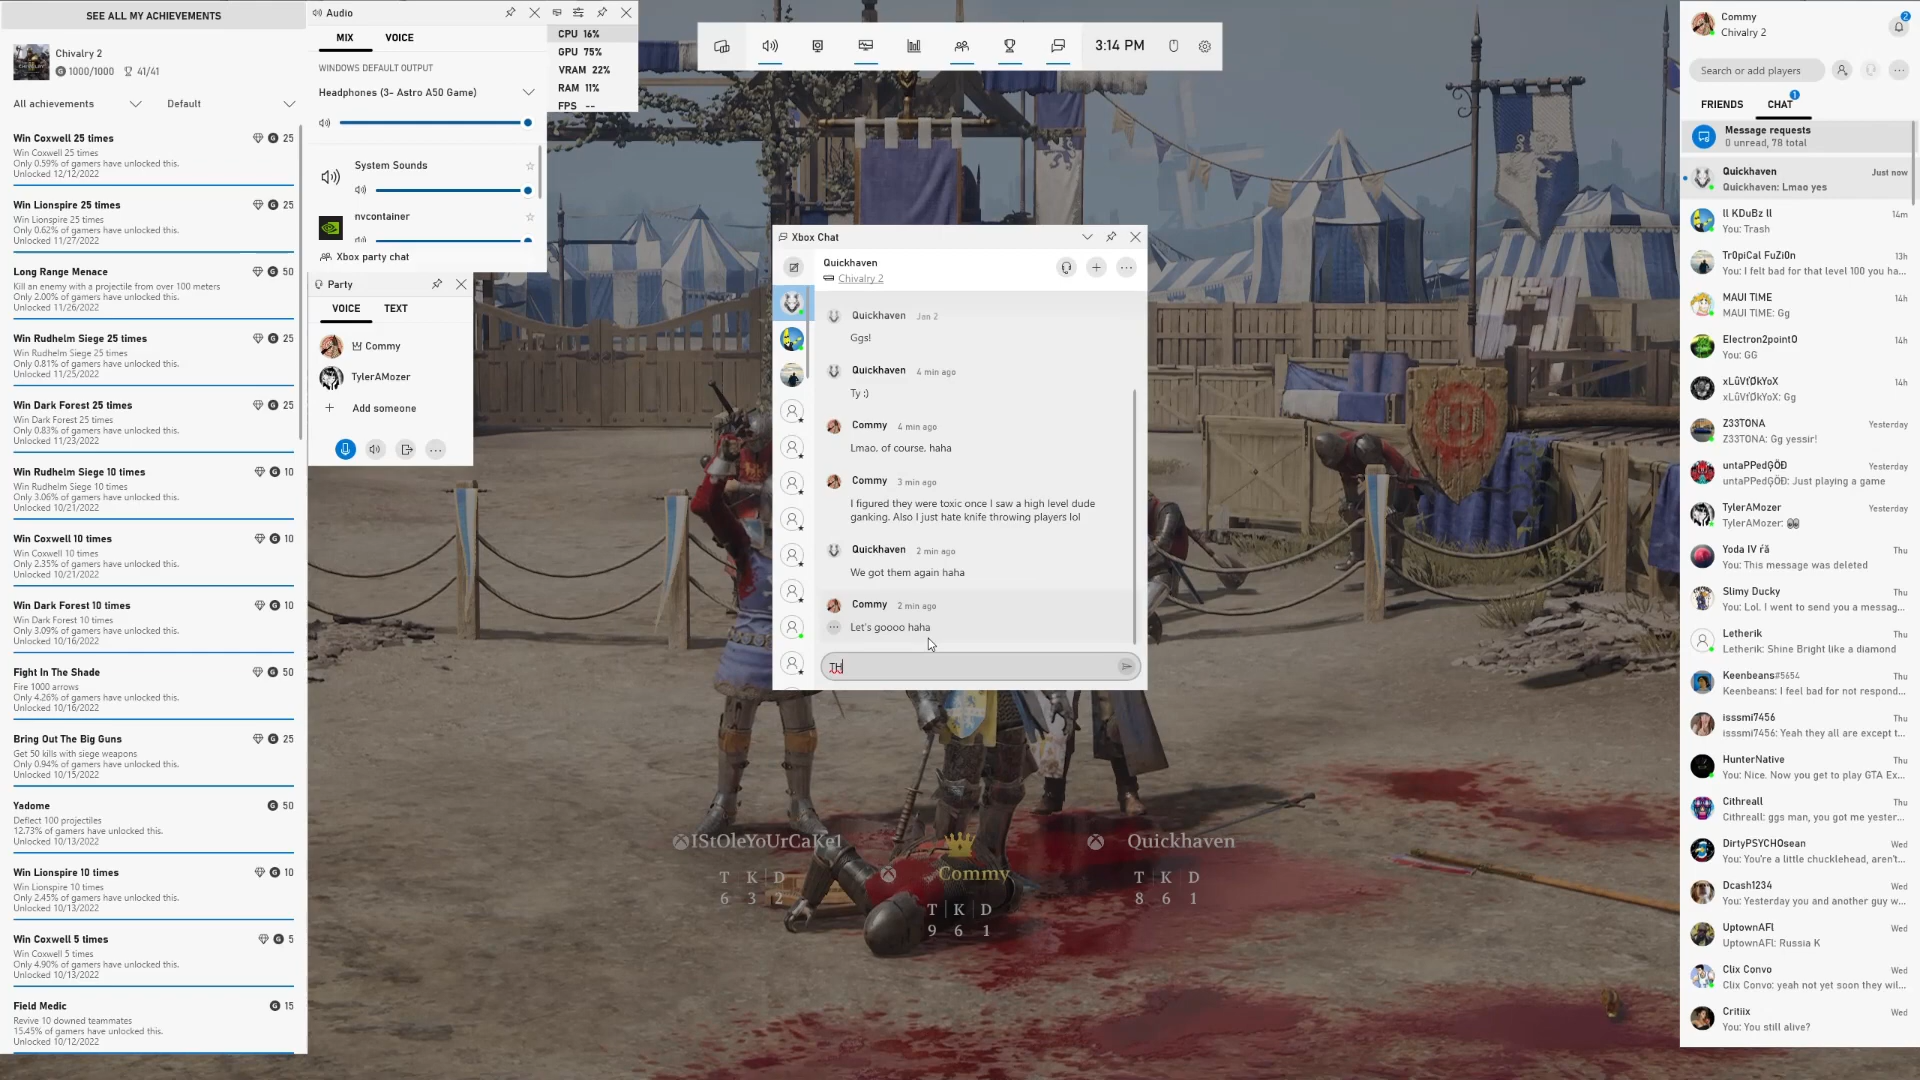 SEE ALL MY ACHIEVEMENTS
Chivalry 2
1000/1000 41/41
All achievements Default
Win Coxwell 25 times 25
Win Coxwell 25 times
Only 0.59% of gamers have unlocked this.
Unlocked 12/12/2022
Win Lionspire 25 times 25
Win Lionspire 25 times
Only 0.62% of gamers have unlocked this.
Unlocked 11/27/2022
Long Range Menace 50
Kill an enemy with a projectile from over 100 meters
Only 2.00% of gamers have unlocked this.
Unlocked 11/26/2022
Win Rudhelm Siege 25 times 25
Win Rudhelm Siege 25 times
Only 0.81% of gamers have unlocked this.
Unlocked 11/25/2022
Win Dark Forest 25 times 25
Win Dark Forest 25 times
Only 0.83% of gamers have unlocked this.
Unlocked 11/23/2022
Win Rudhelm Siege 10 times 10
Win Rudhelm Siege 10 times
Only 3.06% of gamers have unlocked this.
Unlocked 10/21/2022
Win Coxwell 10 times 10
Win Coxwell 10 times
Only 2.35% of gamers have unlocked this.
Unlocked 10/21/2022
Win Dark Forest 10 times 10
Win Dark Forest 10 times
Only 3.09% of gamers have unlocked this.
Unlocked 10/16/2022
Fight In The Shade 50
Fire 1000 arrows
Only 4.26% of gamers have unlocked this.
Unlocked 10/16/2022
Bring Out The Big Guns 25
Get 50 kills with siege weapons
Only 0.94% of gamers have unlocked this.
Unlocked 10/15/2022
Yadome 50
Deflect 100 projectiles
12.73% of gamers have unlocked this.
Unlocked 10/13/2022
Win Lionspire 10 times 10
Win Lionspire 10 times
Only 2.45% of gamers have unlocked this.
Unlocked 10/13/2022
Win Coxwell 5 times 5
Win Coxwell 5 times
Only 4.90% of gamers have unlocked this.
Unlocked 10/13/2022
Field Medic 15
Revive 10 downed teammates
15.45% of gamers have unlocked this.
Unlocked 10/12/2022
Audio
MIX VOICE
WINDOWS DEFAULT OUTPUT
Headphones (3- Astro A50 Game)
System Sounds
nvcontainer
Xbox party chat
CPU 16%
GPU 75%
VRAM 22%
RAM 11%
FPS --
Party
VOICE TEXT
Commy
TylerAMozer
Add someone
3:14 PM
Xbox Chat
Quickhaven
Chivalry 2
Quickhaven Jan 2
Ggs!
Quickhaven 4 min ago
Ty :)
Commy 4 min ago
Lmao, of course, haha
Commy 3 min ago
I figured they were toxic once I saw a high level dude
ganking. Also I just hate knife throwing players lol
Quickhaven 2 min ago
We got them again haha
Commy 2 min ago
Let's goooo haha
TH
IStOleYoUrCaKe1
T K D
6 3 2
Commy
T K D
9 6 1
Quickhaven
T K D
8 6 1
Commy 2
Chivalry 2
Search or add players
FRIENDS CHAT 1
Message requests
0 unread, 78 total
Quickhaven Just now
Quickhaven: Lmao yes
ll KDuBz ll 14m
You: Trash
Tr0piCal FuZi0n 13h
You: I felt bad for that level 100 you ha...
MAUI TIME 14h
MAUI TIME: Gg
Electron2point0 14h
You: GG
xLůVťØkYoX 14h
xLůVťØkYoX: Gg
Z33TONA Yesterday
Z33TONA: Gg yessir!
untaPPedĢÖĐ Yesterday
untaPPedĢÖĐ: Just playing a game
TylerAMozer Yesterday
TylerAMozer: 👀
Yoda IV řă Thu
You: This message was deleted
Slimy Ducky Thu
You: Lol. I went to send you a messag...
Letherik Thu
Letherik: Shine Bright like a diamond
Keenbeans#5654 Thu
Keenbeans: I feel bad for not respond...
isssmi7456 Thu
isssmi7456: Yeah they all are except t...
HunterNative Thu
You: Nice. Now you get to play GTA Ex...
Cithreall Thu
Cithreall: ggs man, you got me yester...
DirtyPSYCHOsean Wed
You: You're a little chucklehead, aren't...
Dcash1234 Wed
You: Yesterday you and another guy w...
UptownAFl Wed
UptownAFl: Russia K
Clix Convo Wed
Clix Convo: yeah not yet soon they wil...
Critiix Wed
You: You still alive?